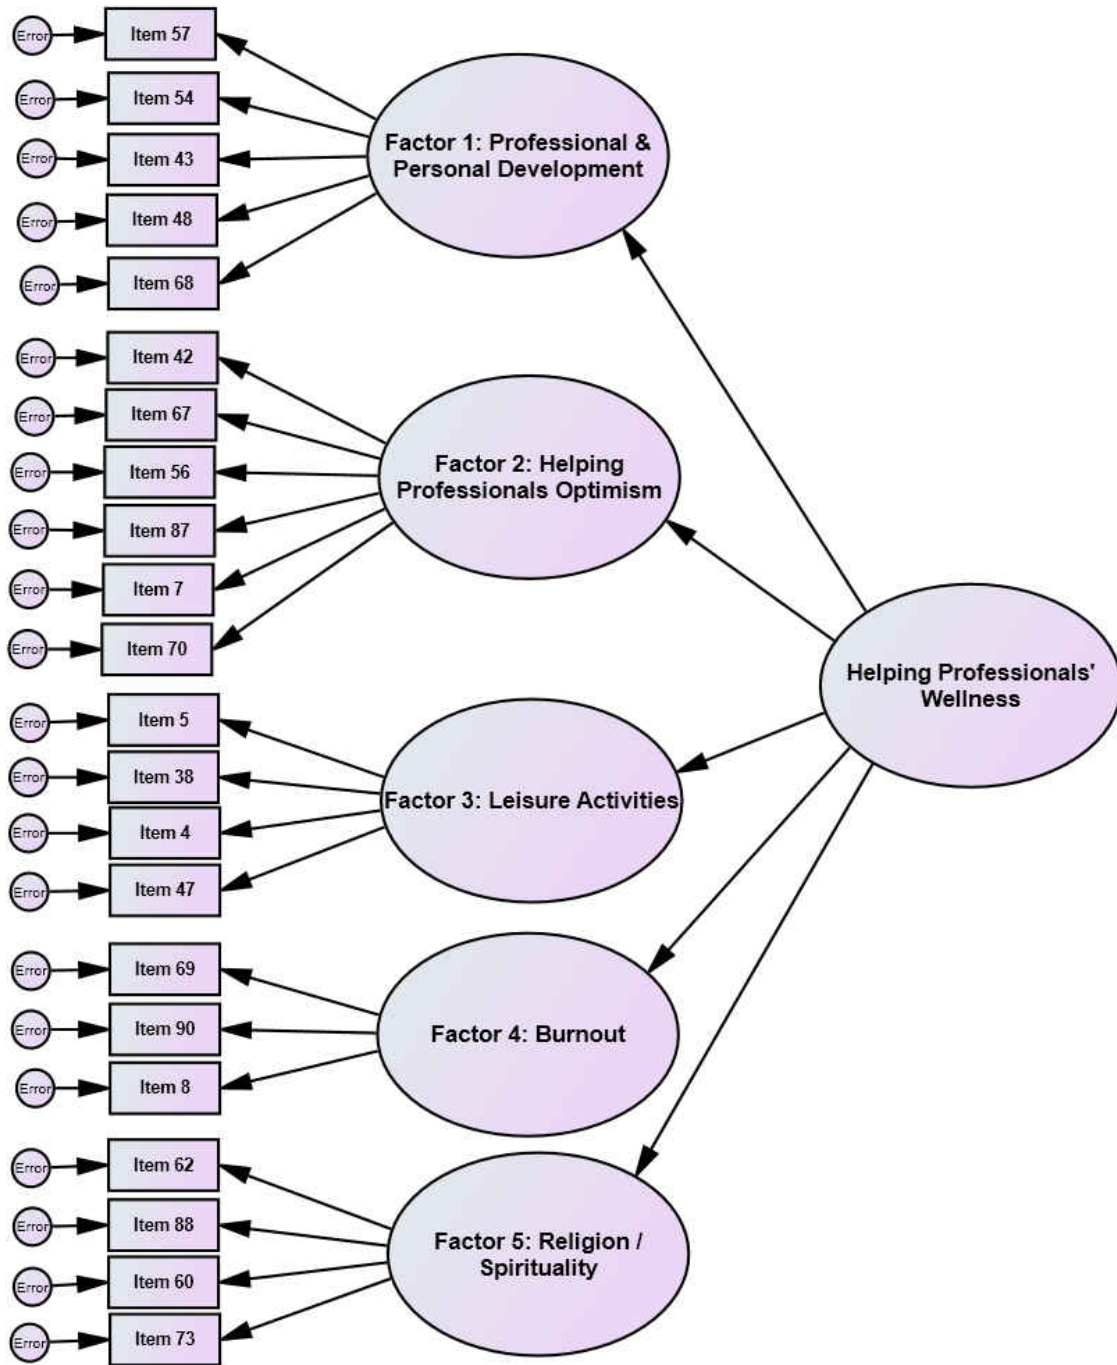 Error
Item 57
Error
Item 54
Error
Item 43
Error
Item 48
Error
Item 68
Factor 1: Professional &
Personal Development
Error
Item 42
Error
Item 67
Error
Item 56
Error
Item 87
Error
Item 7
Error
Item 70
Factor 2: Helping
Professionals Optimism
Helping Professionals'
Wellness
Error
Item 5
Error
Item 38
Error
Item 4
Error
Item 47
Factor 3: Leisure Activities
Error
Item 69
Error
Item 90
Error
Item 8
Factor 4: Burnout
Error
Item 62
Error
Item 88
Error
Item 60
Error
Item 73
Factor 5: Religion /
Spirituality